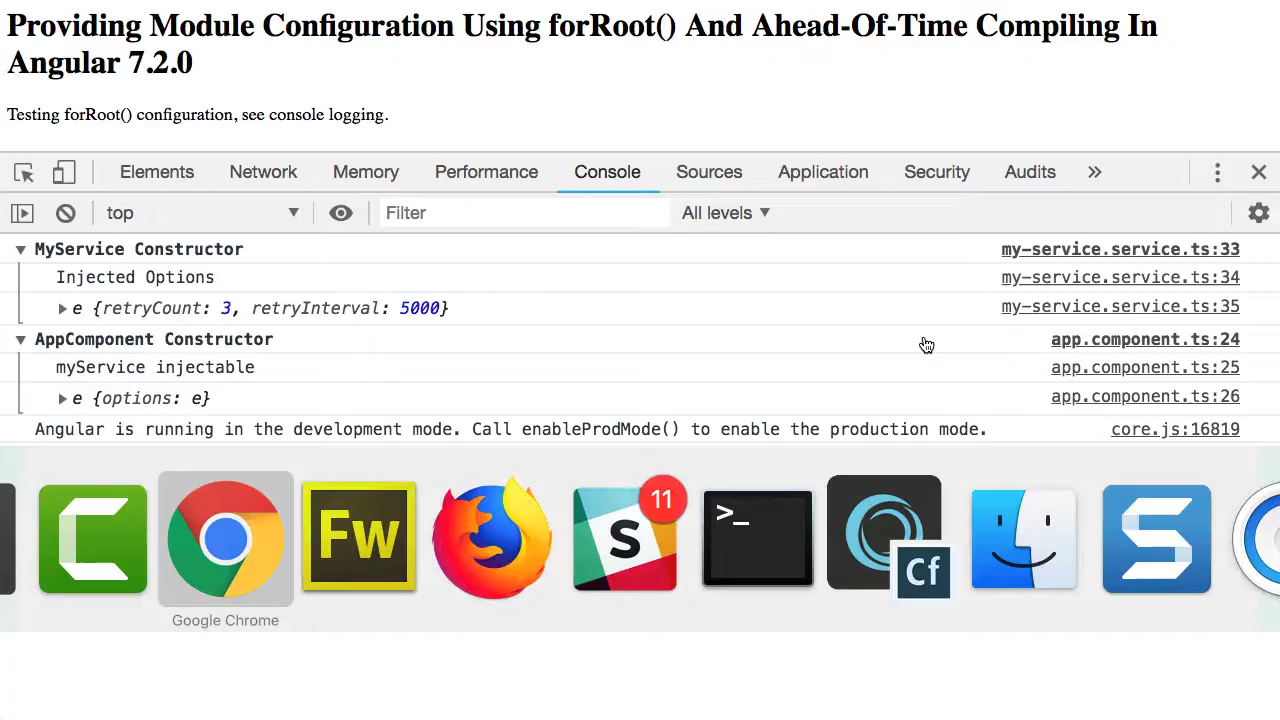 Providing Module Configuration Using forRoot() And Ahead-Of-Time Compiling In
Angular 7.2.0
Testing forRoot() configuration, see console logging.
Elements Network Memory Performance Console Sources Application Security Audits »
top ▼ Filter All levels ▼
▼ MyService Constructor my-service.service.ts:33
Injected Options my-service.service.ts:34
▶ e {retryCount: 3, retryInterval: 5000} my-service.service.ts:35
▼ AppComponent Constructor app.component.ts:24
myService injectable app.component.ts:25
▶ e {options: e} app.component.ts:26
Angular is running in the development mode. Call enableProdMode() to enable the production mode. core.js:16819
Fw S 11 >_ Cf S
Google Chrome